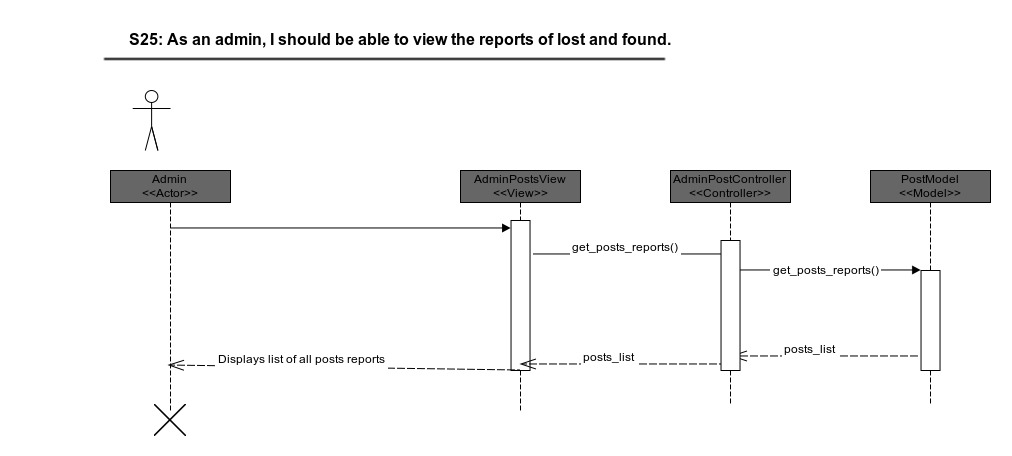 S25: As an admin, I should be able to view the reports of lost and found.
Admin
<<Actor>>
AdminPostsView
<<View>>
AdminPostController
<<Controller>>
PostModel
<<Model>>
get_posts_reports()
get_posts_reports()
posts_list
posts_list
Displays list of all posts reports